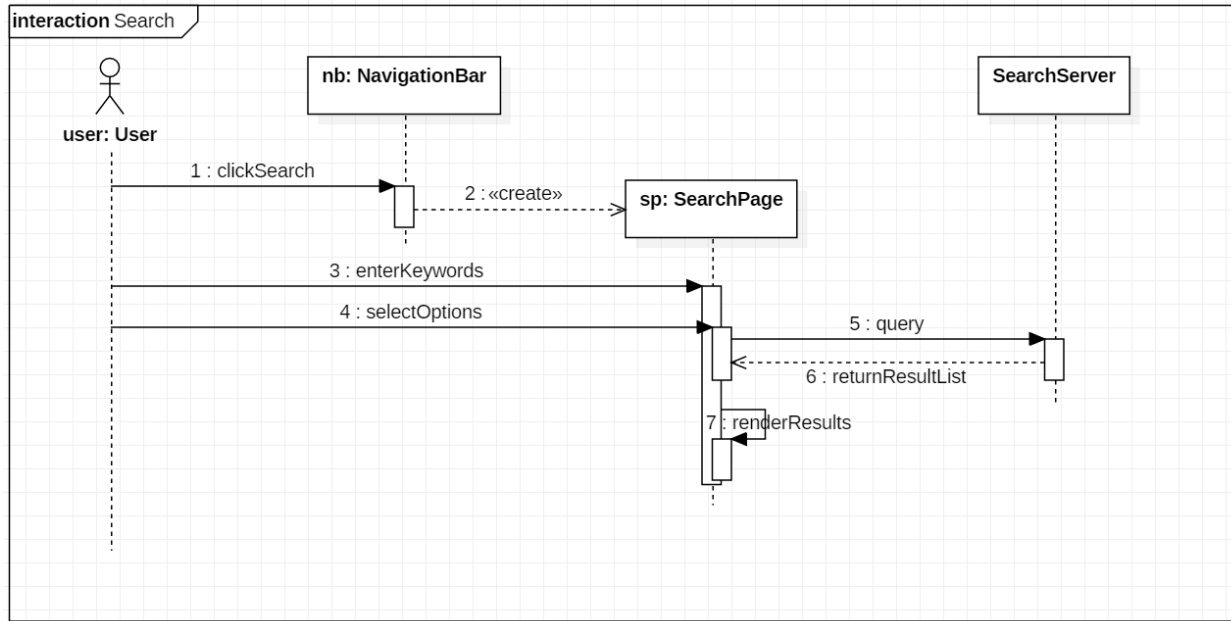 interaction Search
nb: NavigationBar
SearchServer
user: User
1 : clickSearch
2 : «create»
sp: SearchPage
3 : enterKeywords
4 : selectOptions
5 : query
6 : returnResultList
7 : renderResults